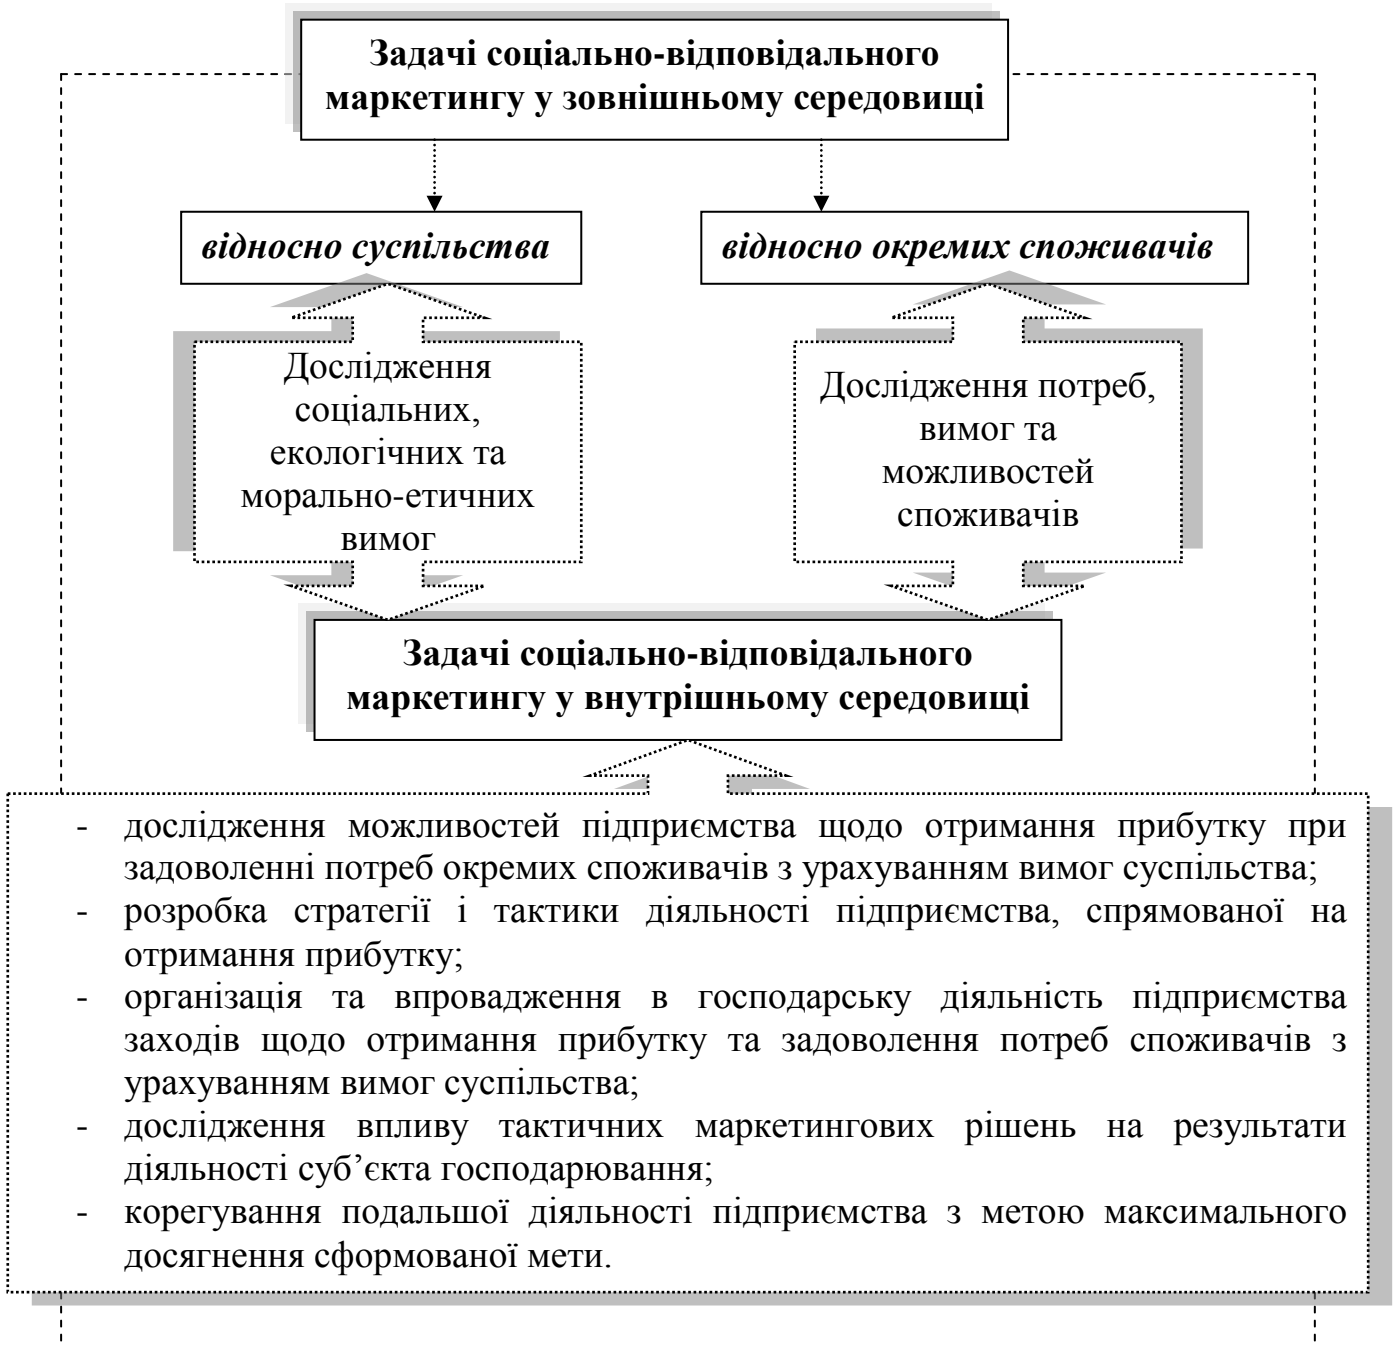 Задачі соціально-відповідального
маркетингу у зовнішньому середовищі
відносно суспільства
відносно окремих споживачів
Дослідження
соціальних,
екологічних та
морально-етичних
вимог
Дослідження потреб,
вимог та
можливостей
споживачів
Задачі соціально-відповідального
маркетингу у внутрішньому середовищі
- дослідження можливостей підприємства щодо отримання прибутку при
задоволенні потреб окремих споживачів з урахуванням вимог суспільства;
- розробка стратегії і тактики діяльності підприємства, спрямованої на
отримання прибутку;
- організація та впровадження в господарську діяльність підприємства
заходів щодо отримання прибутку та задоволення потреб споживачів з
урахуванням вимог суспільства;
- дослідження впливу тактичних маркетингових рішень на результати
діяльності суб’єкта господарювання;
- корегування подальшої діяльності підприємства з метою максимального
досягнення сформованої мети.